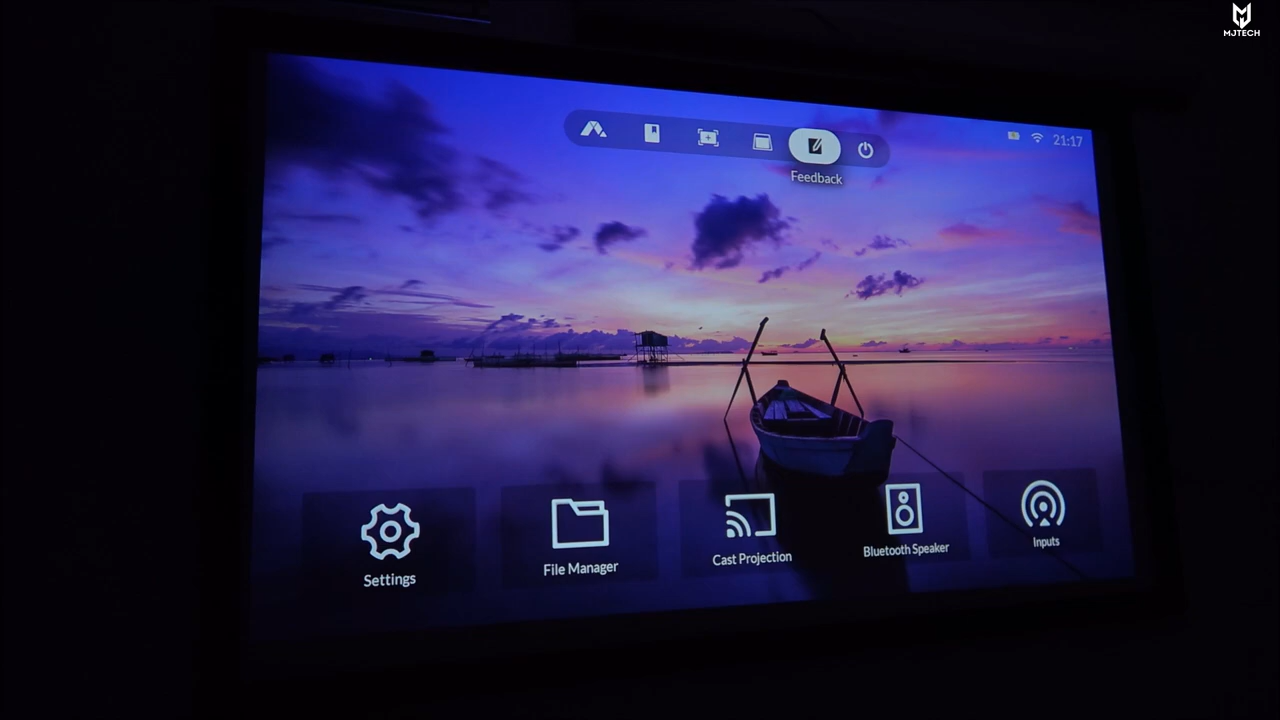 MJTECH
21:17
Feedback
Settings
File Manager
Cast Projection
Bluetooth Speaker
Inputs